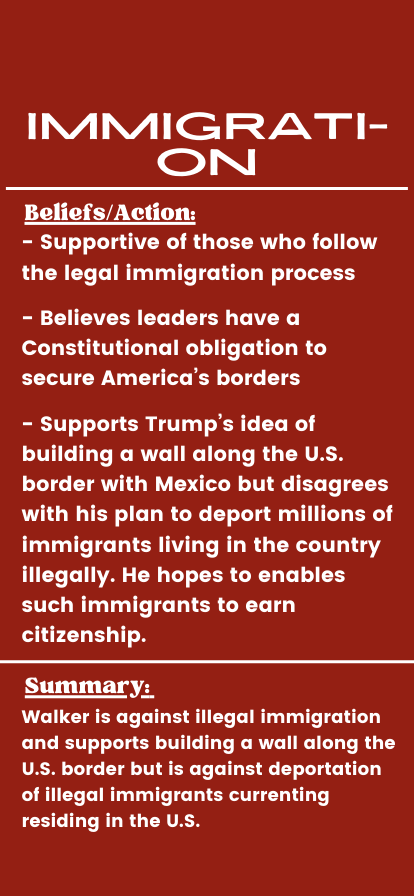 IMMIGRATI-
ON
Beliefs/Action:
- Supportive of those who follow
the legal immigration process
- Believes leaders have a
Constitutional obligation to
secure America's borders
- Supports Trump's idea of
building a wall along the U.S.
border with Mexico but disagrees
with his plan to deport millions of
immigrants living in the country
illegally. He hopes to enables
such immigrants to earn
citizenship.
Summary:
Walker is against illegal immigration
and supports building a wall along the
U.S. border but is against deportation
of illegal immigrants currenting
residing in the U.S.